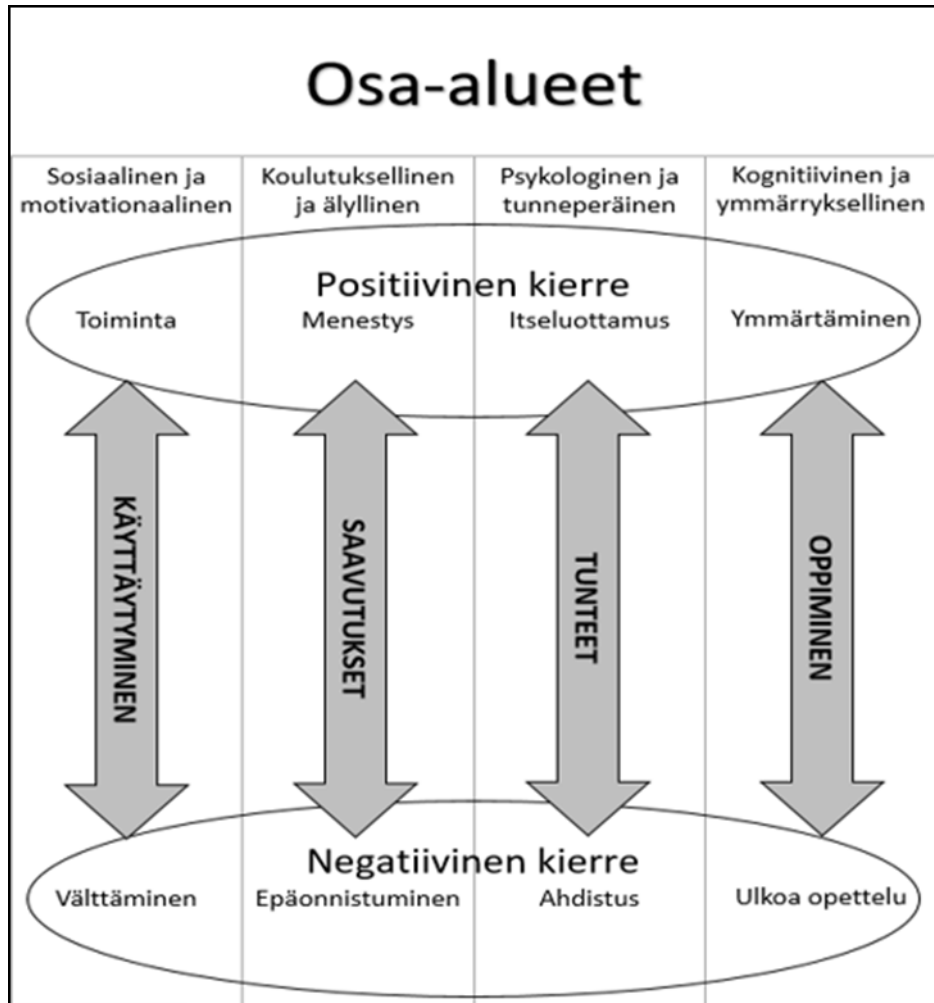 Osa-alueet
Sosiaalinen ja
motivationaalinen
Koulutuksellinen
ja älyllinen
Psykologinen ja
tunneperäinen
Kognitiivinen ja
ymmärryksellinen
Positiivinen kierre
Toiminta
Menestys
Itseluottamus
Ymmärtäminen
KÄYTTÄYTYMINEN
SAAVUTUKSET
TUNTEET
OPPIMINEN
Negatiivinen kierre
Välttäminen
Epäonnistuminen
Ahdistus
Ulkoa opettelu